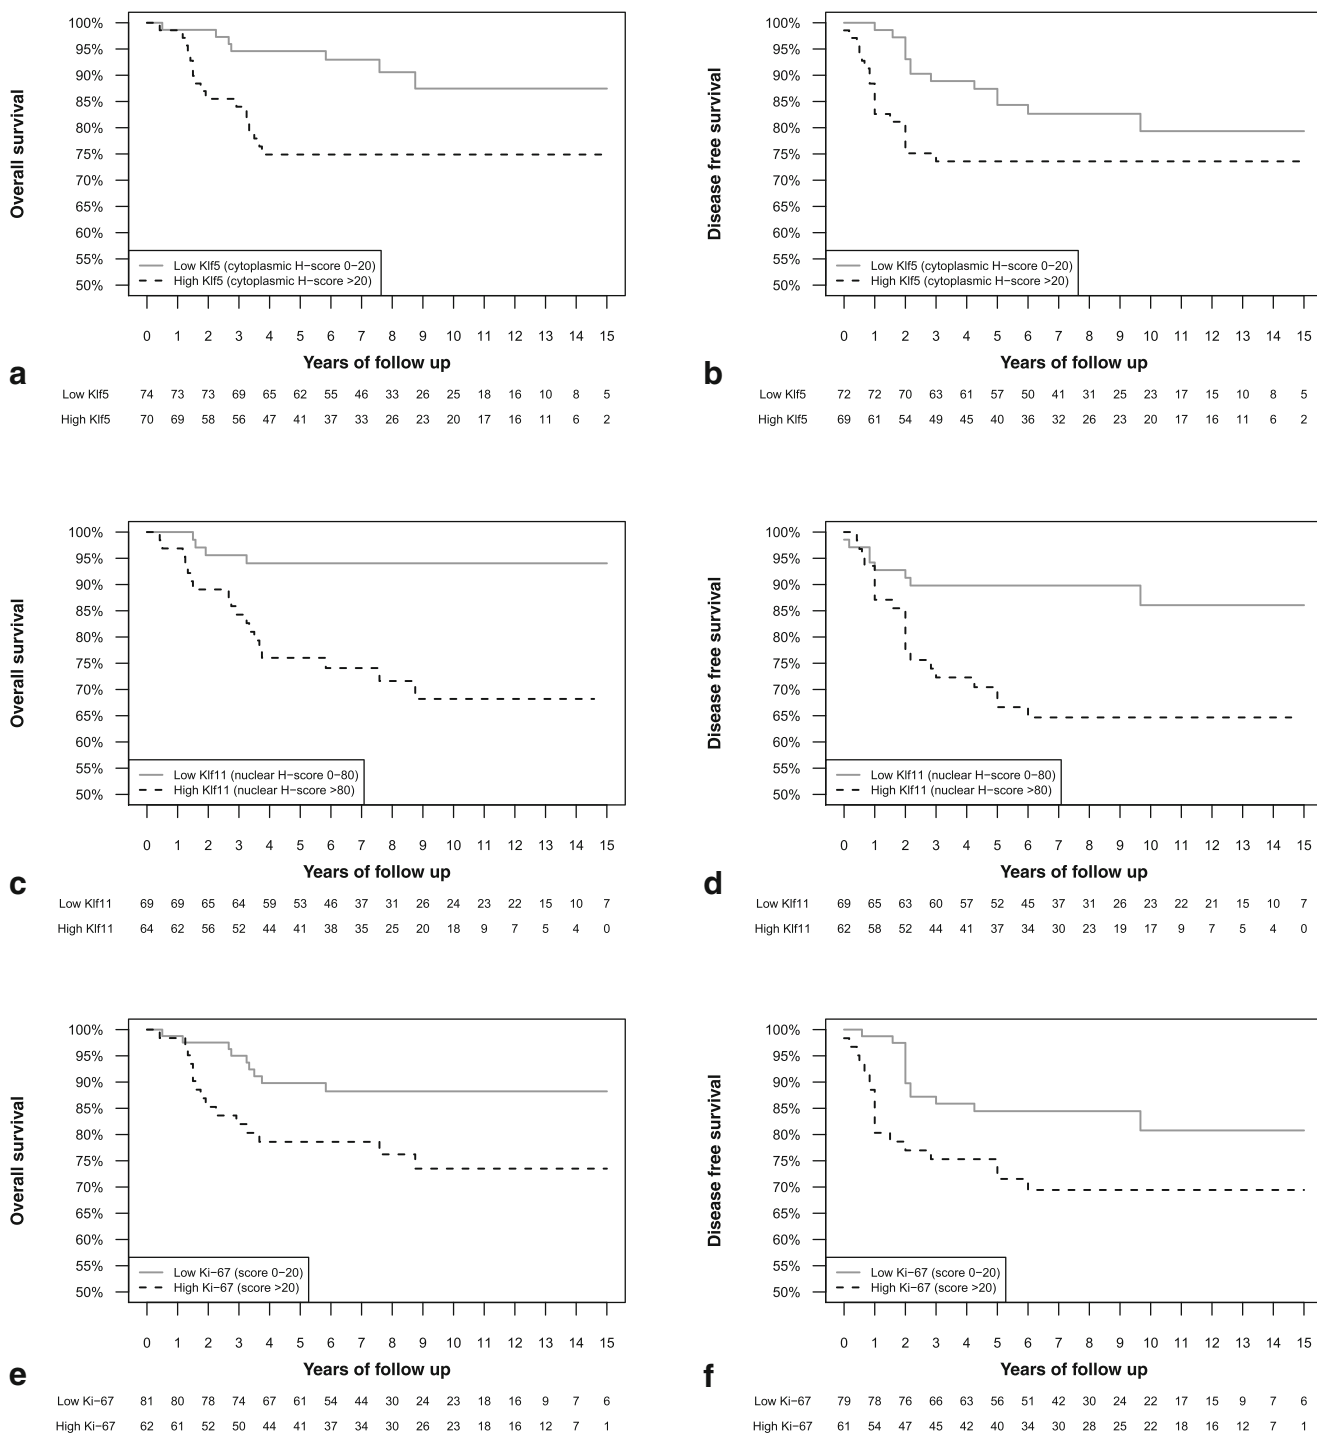 100%
95%
90%
85%
80%
75%
70%
65%
60%
55%
50%
Overall survival
Low Klf5 (cytoplasmic H−score 0−20)
High Klf5 (cytoplasmic H−score >20)
0 1 2 3 4 5 6 7 8 9 10 11 12 13 14 15
Years of follow up
a
Low Klf5 74 73 73 69 65 62 55 46 33 26 25 18 16 10 8 5
High Klf5 70 69 58 56 47 41 37 33 26 23 20 17 16 11 6 2
100%
95%
90%
85%
80%
75%
70%
65%
60%
55%
50%
Disease free survival
Low Klf5 (cytoplasmic H−score 0−20)
High Klf5 (cytoplasmic H−score >20)
0 1 2 3 4 5 6 7 8 9 10 11 12 13 14 15
Years of follow up
b
Low Klf5 72 72 70 63 61 57 50 41 31 25 23 17 15 10 8 5
High Klf5 69 61 54 49 45 40 36 32 26 23 20 17 16 11 6 2
100%
95%
90%
85%
80%
75%
70%
65%
60%
55%
50%
Overall survival
Low Klf11 (nuclear H−score 0−80)
High Klf11 (nuclear H−score >80)
0 1 2 3 4 5 6 7 8 9 10 11 12 13 14 15
Years of follow up
c
Low Klf11 69 69 65 64 59 53 46 37 31 26 24 23 22 15 10 7
High Klf11 64 62 56 52 44 41 38 35 25 20 18 9 7 5 4 0
100%
95%
90%
85%
80%
75%
70%
65%
60%
55%
50%
Disease free survival
Low Klf11 (nuclear H−score 0−80)
High Klf11 (nuclear H−score >80)
0 1 2 3 4 5 6 7 8 9 10 11 12 13 14 15
Years of follow up
d
Low Klf11 69 65 63 60 57 52 45 37 31 26 23 22 21 15 10 7
High Klf11 62 58 52 44 41 37 34 30 23 19 17 9 7 5 4 0
100%
95%
90%
85%
80%
75%
70%
65%
60%
55%
50%
Overall survival
Low Ki−67 (score 0−20)
High Ki−67 (score >20)
0 1 2 3 4 5 6 7 8 9 10 11 12 13 14 15
Years of follow up
e
Low Ki−67 81 80 78 74 67 61 54 44 30 24 23 18 16 9 7 6
High Ki−67 62 61 52 50 44 41 37 34 30 26 23 18 16 12 7 1
100%
95%
90%
85%
80%
75%
70%
65%
60%
55%
50%
Disease free survival
Low Ki−67 (score 0−20)
High Ki−67 (score >20)
0 1 2 3 4 5 6 7 8 9 10 11 12 13 14 15
Years of follow up
f
Low Ki−67 79 78 76 66 63 56 51 42 30 24 22 17 15 9 7 6
High Ki−67 61 54 47 45 42 40 34 30 28 25 22 18 16 12 7 1